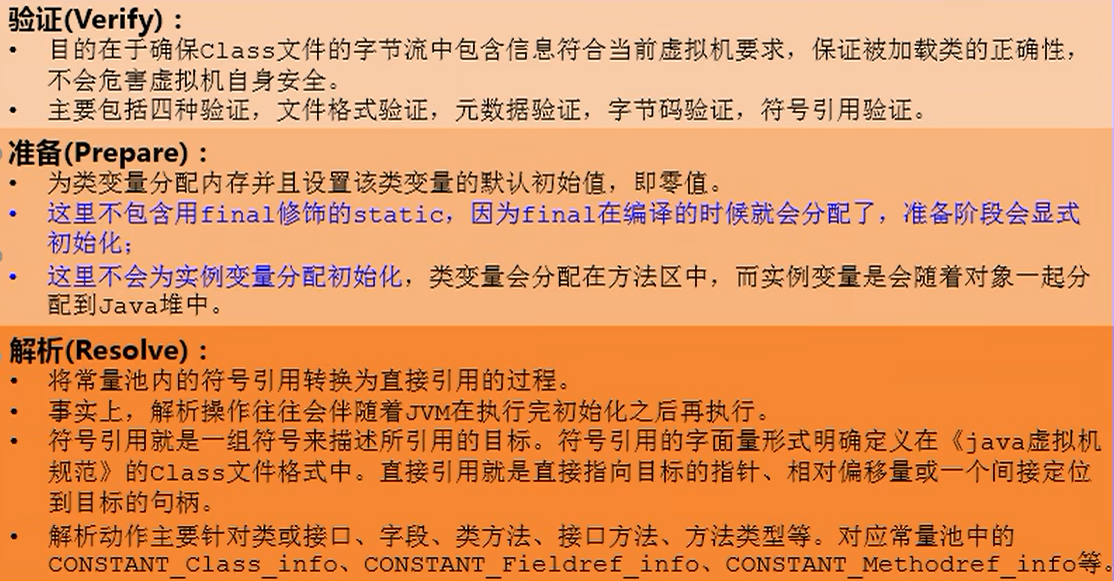 验证(Verify)：
• 目的在于确保Class文件的字节流中包含信息符合当前虚拟机要求，保证被加载类的正确性，
不会危害虚拟机自身安全。
• 主要包括四种验证，文件格式验证，元数据验证，字节码验证，符号引用验证。
准备(Prepare)：
• 为类变量分配内存并且设置该类变量的默认初始值，即零值。
• 这里不包含用final修饰的static，因为final在编译的时候就会分配了，准备阶段会显式
初始化；
• 这里不会为实例变量分配初始化，类变量会分配在方法区中，而实例变量是会随着对象一起分
配到Java堆中。
解析(Resolve)：
• 将常量池内的符号引用转换为直接引用的过程。
• 事实上，解析操作往往会伴随着JVM在执行完初始化之后再执行。
• 符号引用就是一组符号来描述所引用的目标。符号引用的字面量形式明确定义在《java虚拟机
规范》的Class文件格式中。直接引用就是直接指向目标的指针、相对偏移量或一个间接定位
到目标的句柄。
• 解析动作主要针对类或接口、字段、类方法、接口方法、方法类型等。对应常量池中的
CONSTANT_Class_info、CONSTANT_Fieldref_info、CONSTANT_Methodref_info等。